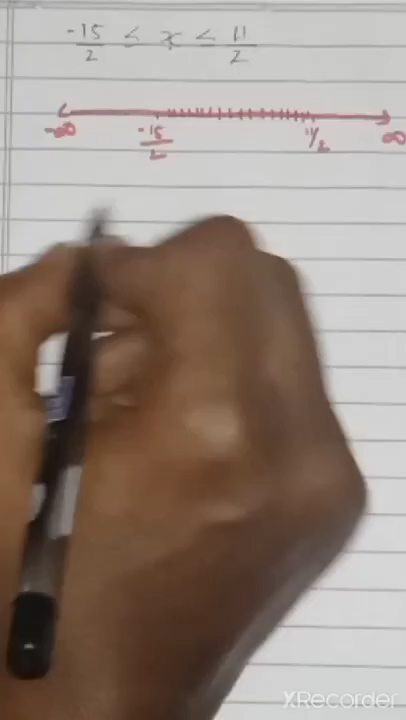 -15/2 ≤ x ≤ 11/2
-∞ -15/2 11/2 ∞
XRecorder